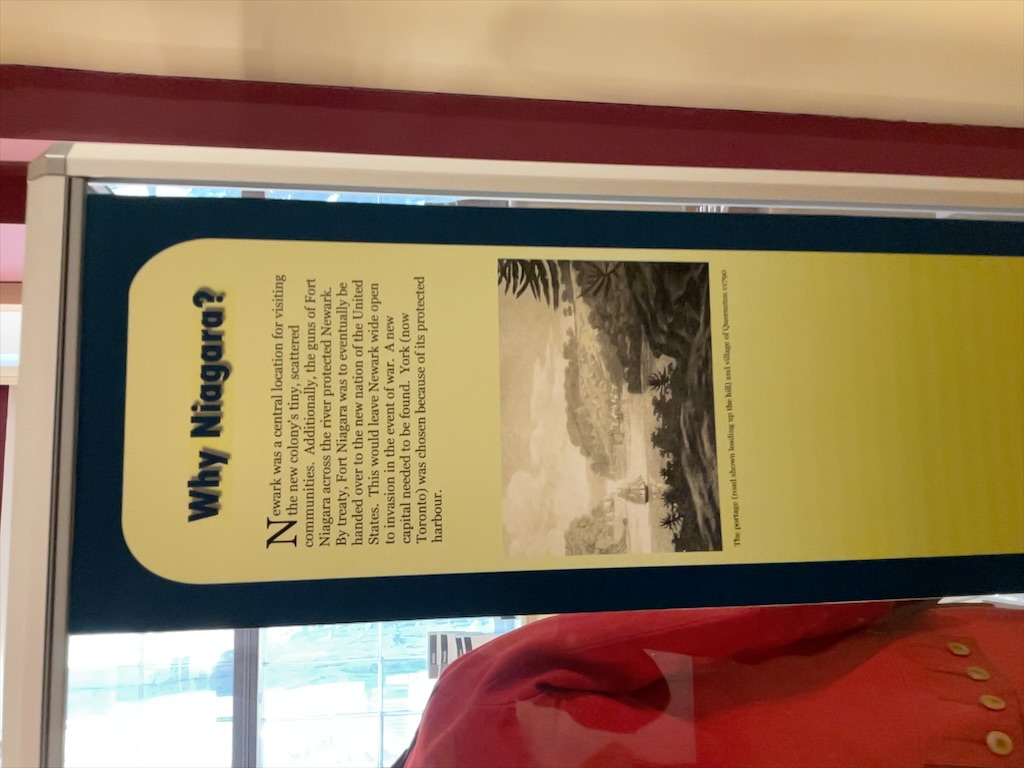 Why Niagara?
Newark was a central location for visiting
the new colony's tiny, scattered
communities. Additionally, the guns of Fort
Niagara across the river protected Newark.
By treaty, Fort Niagara was to eventually be
handed over to the new nation of the United
States. This would leave Newark wide open
to invasion in the event of war. A new
capital needed to be found. York (now
Toronto) was chosen because of its protected
harbour.
The portage (road shown leading up the hill) and village of Queenston c1790